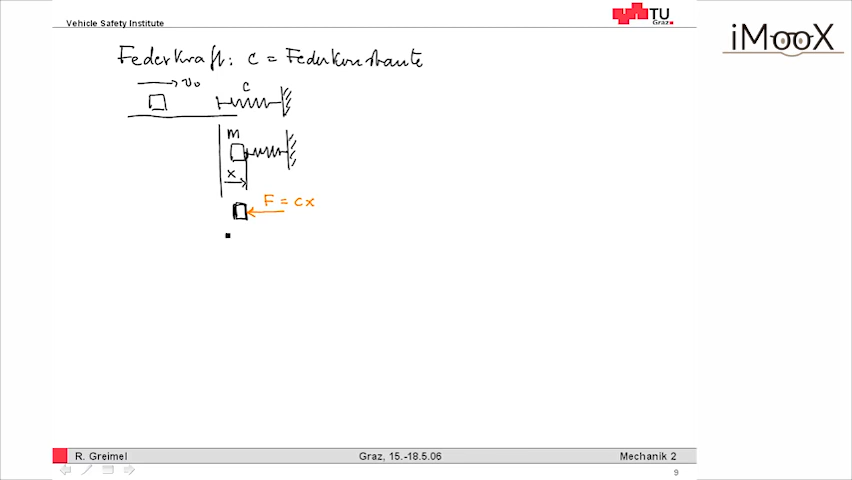 Vehicle Safety Institute
TU
Graz
iMooX
Federkraft: c = Federkonstante
v₀
c
m
x
F = cx
R. Greimel
Graz, 15.-18.5.06
Mechanik 2
9